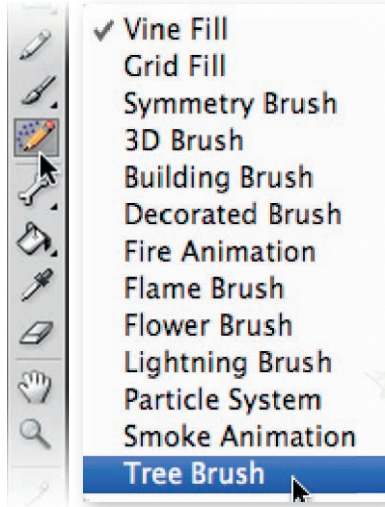 Vine Fill
Grid Fill
Symmetry Brush
3D Brush
Building Brush
Decorated Brush
Fire Animation
Flame Brush
Flower Brush
Lightning Brush
Particle System
Smoke Animation
Tree Brush